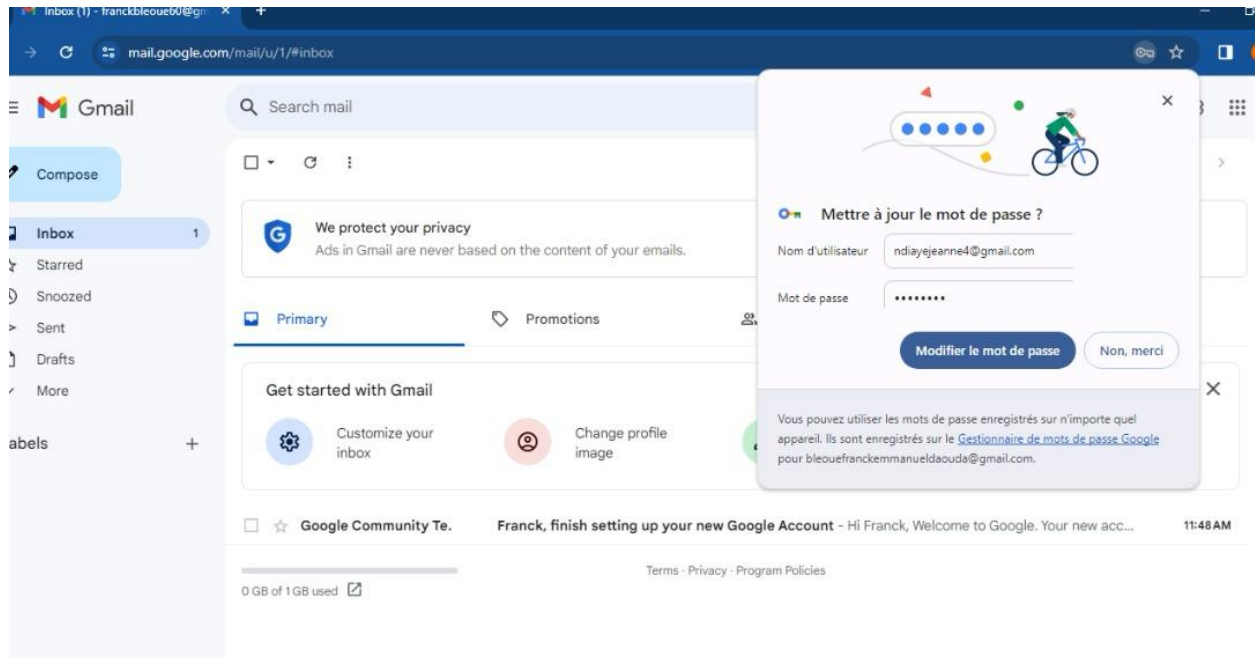 Inbox (1) - franckbleoue60@gm
mail.google.com/mail/u/1/#inbox
Gmail
Search mail
Compose
Inbox 1
Starred
Snoozed
Sent
Drafts
More
abels
We protect your privacy
Ads in Gmail are never based on the content of your emails.
Primary
Promotions
Get started with Gmail
Customize your
inbox
Change profile
image
Mettre à jour le mot de passe ?
Nom d'utilisateur ndiayejeanne4@gmail.com
Mot de passe ••••••••
Modifier le mot de passe Non, merci
Vous pouvez utiliser les mots de passe enregistrés sur n'importe quel
appareil. Ils sont enregistrés sur le Gestionnaire de mots de passe Google
pour bleouefranckemmanueldaouda@gmail.com.
Google Community Te. Franck, finish setting up your new Google Account - Hi Franck, Welcome to Google. Your new acc... 11:48 AM
Terms · Privacy · Program Policies
0 GB of 1 GB used